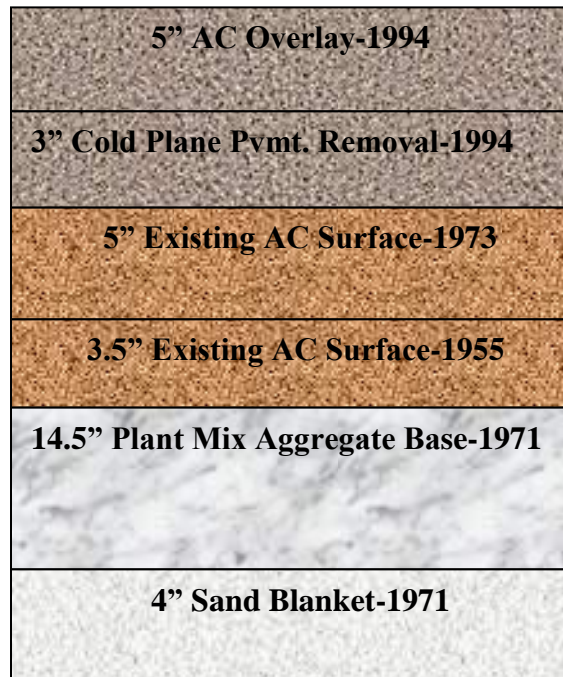 5” AC Overlay-1994
3” Cold Plane Pvmt. Removal-1994
5” Existing AC Surface-1973
3.5” Existing AC Surface-1955
14.5” Plant Mix Aggregate Base-1971
4” Sand Blanket-1971